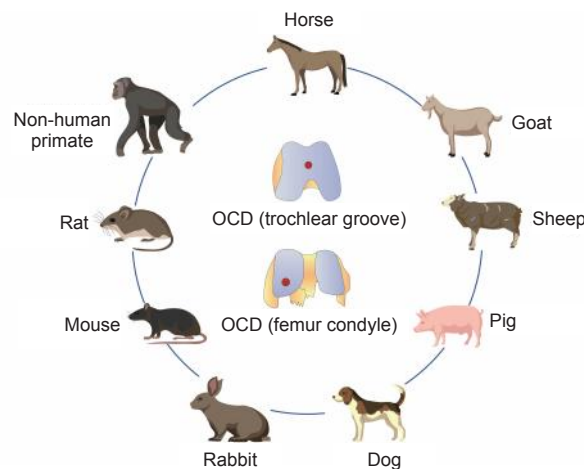 Horse
Non-human
primate
Goat
OCD (trochlear groove)
Rat
Sheep
Mouse
OCD (femur condyle)
Pig
Rabbit
Dog